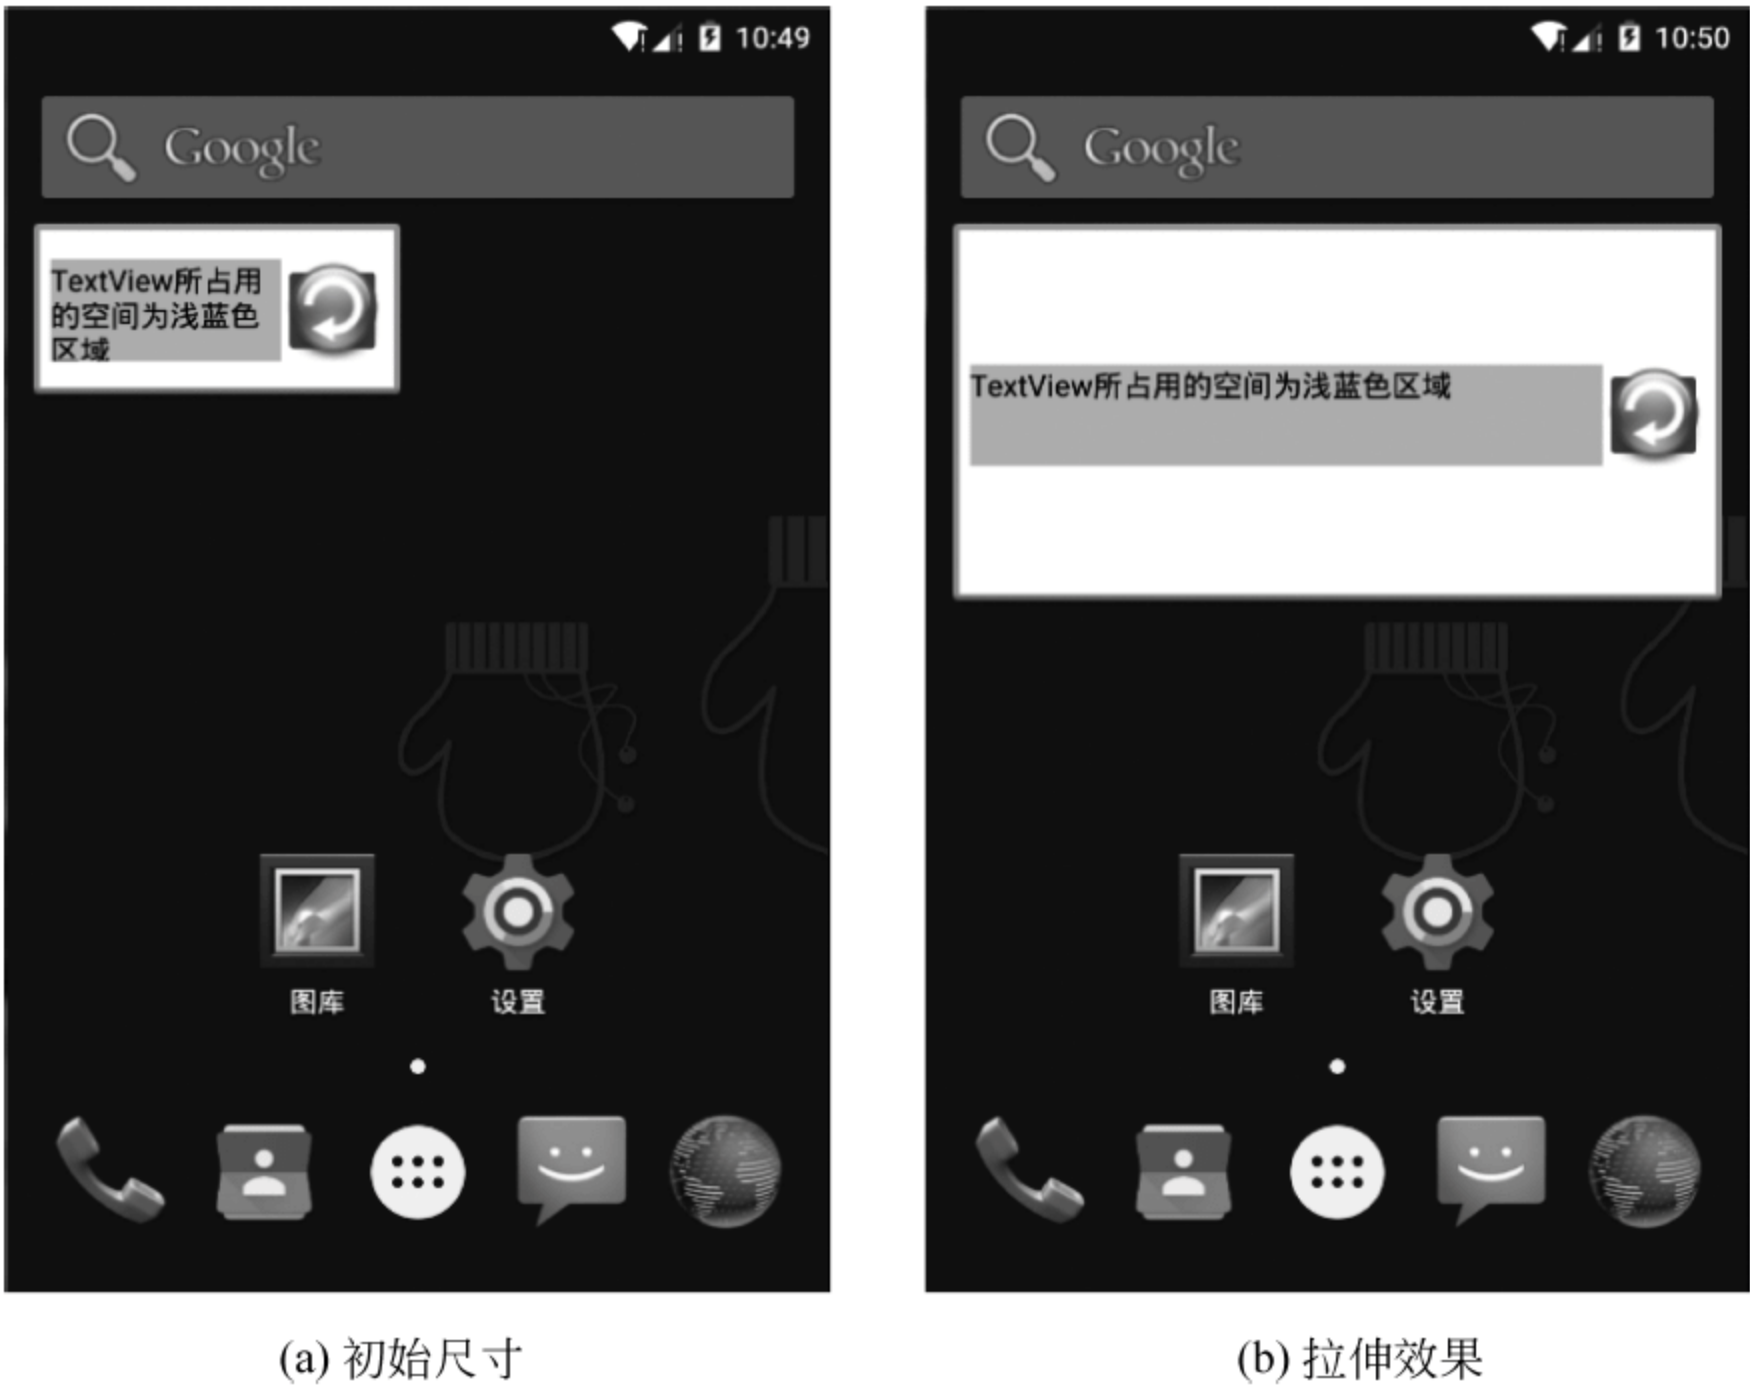 10:49
Google
TextView所占用
的空间为浅蓝色
区域
图库
设置
(a) 初始尺寸
10:50
Google
TextView所占用的空间为浅蓝色区域
图库
设置
(b) 拉伸效果